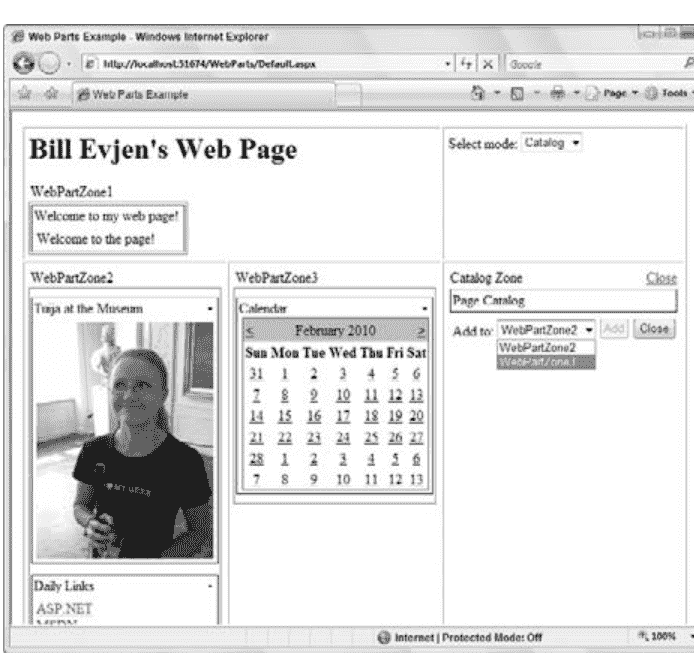 Web Parts Example - Windows Internet Explorer
http://localhost:51674/WebParts/Default.aspx
Google
Web Parts Example
Page
Tools
Bill Evjen's Web Page
Select mode: Catalog
WebPartZone1
Welcome to my web page!
Welcome to the page!
WebPartZone2
WebPartZone3
Catalog Zone
Close
Tuija at the Museum
Calendar
Page Catalog
< February 2010 >
Add to: WebPartZone2 Add Close
WebPartZone2
WebPartZone3
Sun Mon Tue Wed Thu Fri Sat
31 1 2 3 4 5 6
7 8 9 10 11 12 13
14 15 16 17 18 19 20
21 22 23 24 25 26 27
28 1 2 3 4 5 6
7 8 9 10 11 12 13
Daily Links
ASP.NET
MSDN
Internet | Protected Mode: Off
100%